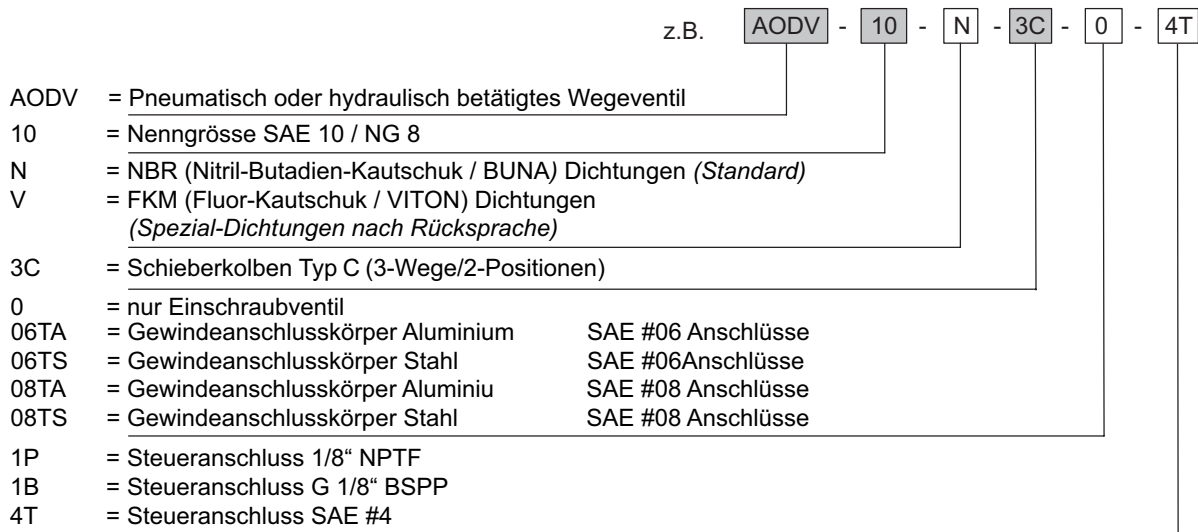 z.B. AODV - 10 - N - 3C - 0 - 4T
AODV = Pneumatisch oder hydraulisch betätigtes Wegeventil
10 = Nenngrösse SAE 10 / NG 8
N = NBR (Nitril-Butadien-Kautschuk / BUNA) Dichtungen (Standard)
V = FKM (Fluor-Kautschuk / VITON) Dichtungen
(Spezial-Dichtungen nach Rücksprache)
3C = Schieberkolben Typ C (3-Wege/2-Positionen)
0 = nur Einschraubventil
06TA = Gewindeanschlusskörper Aluminium SAE #06 Anschlüsse
06TS = Gewindeanschlusskörper Stahl SAE #06Anschlüsse
08TA = Gewindeanschlusskörper Aluminiu SAE #08 Anschlüsse
08TS = Gewindeanschlusskörper Stahl SAE #08 Anschlüsse
1P = Steueranschluss 1/8“ NPTF
1B = Steueranschluss G 1/8“ BSPP
4T = Steueranschluss SAE #4